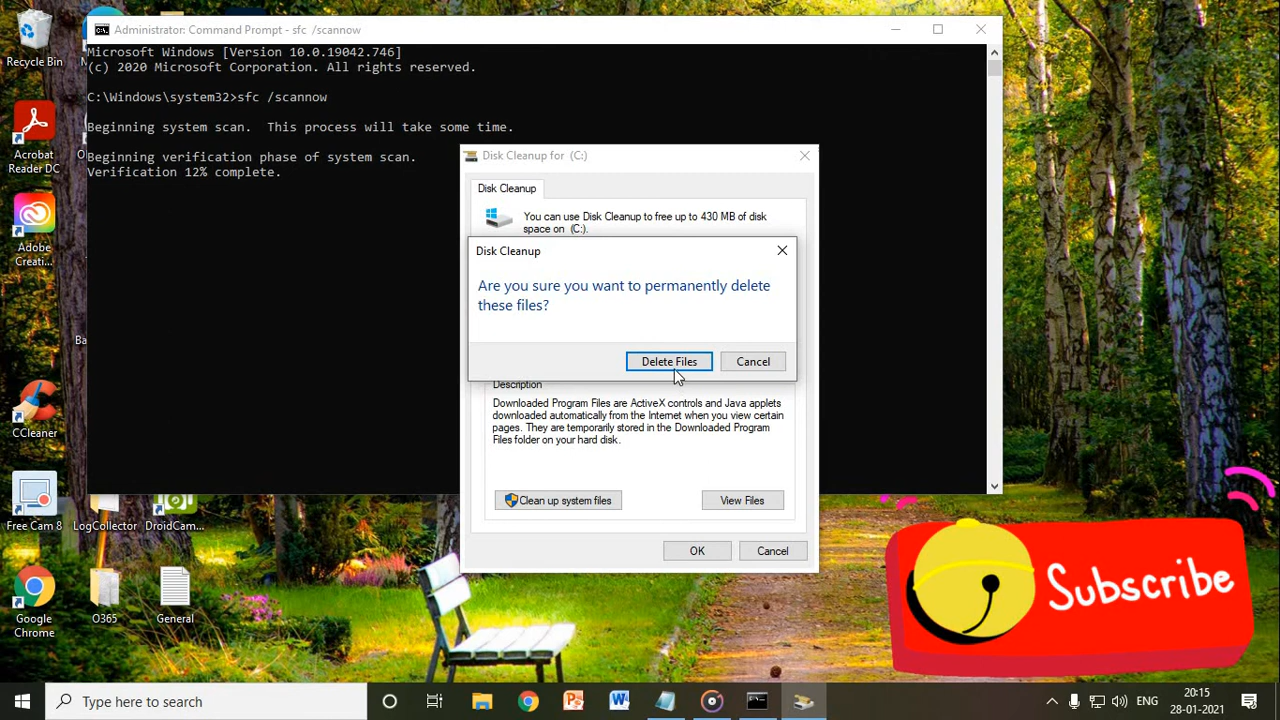 Administrator: Command Prompt - sfc /scannow
Microsoft Windows [Version 10.0.19042.746]
(c) 2020 Microsoft Corporation. All rights reserved.
C:\Windows\system32>sfc /scannow
Beginning system scan.  This process will take some time.
Beginning verification phase of system scan.
Verification 12% complete.
Disk Cleanup for (C:)
Disk Cleanup
You can use Disk Cleanup to free up to 430 MB of disk
space on (C:).
Disk Cleanup
Are you sure you want to permanently delete
these files?
Delete Files
Cancel
Description
Downloaded Program Files are ActiveX controls and Java applets
downloaded automatically from the Internet when you view certain
pages. They are temporarily stored in the Downloaded Program
Files folder on your hard disk.
Clean up system files
View Files
OK
Cancel
Recycle Bin
Acrobat
Reader DC
Adobe
Creati...
Ba
CCleaner
Free Cam 8
LogCollector
DroidCam...
Google
Chrome
O365
General
Subscribe
Type here to search
ENG
20:15
28-01-2021